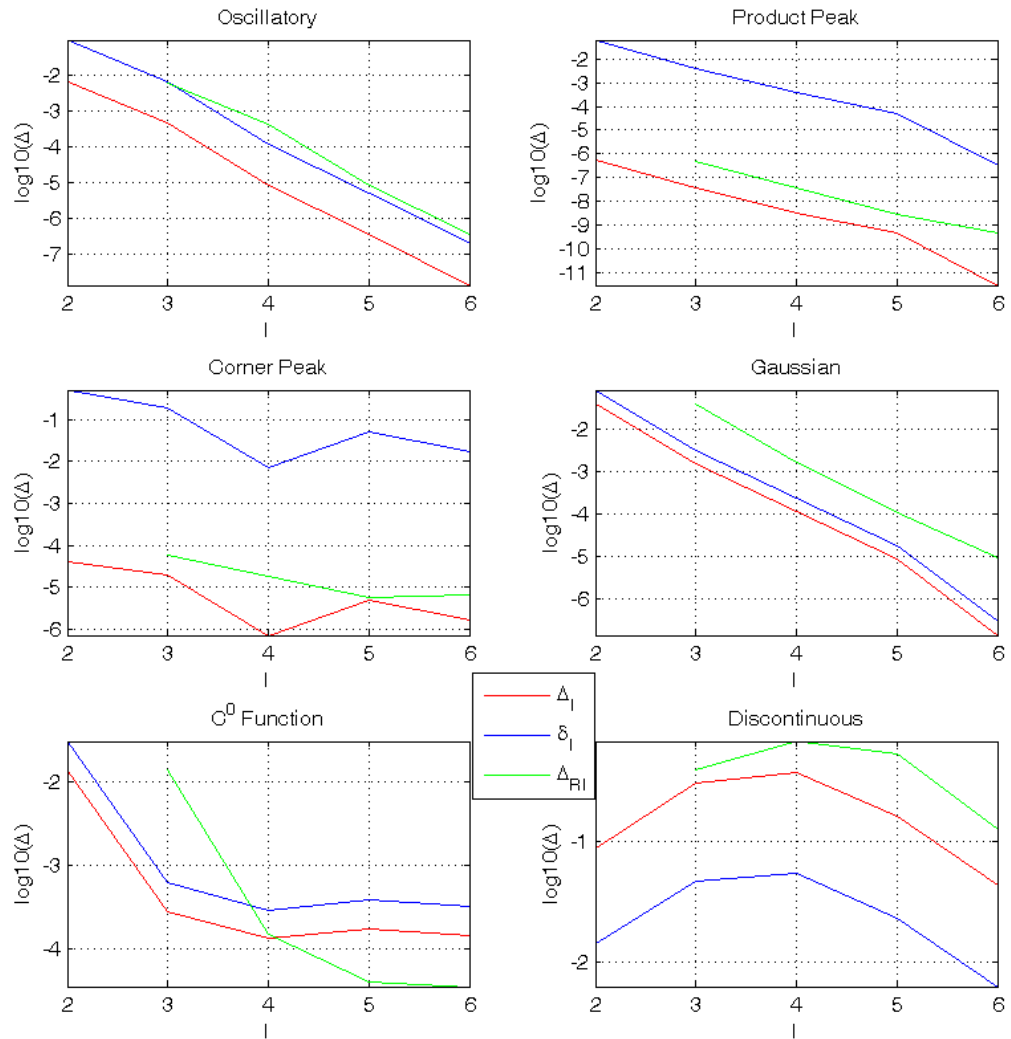 Oscillatory
log10(Δ)
-2
-3
-4
-5
-6
-7
2 3 4 5 6
l
Product Peak
log10(Δ)
-2
-3
-4
-5
-6
-7
-8
-9
-10
-11
2 3 4 5 6
l
Corner Peak
log10(Δ)
-1
-2
-3
-4
-5
-6
2 3 4 5 6
l
Gaussian
log10(Δ)
-2
-3
-4
-5
-6
2 3 4 5 6
l
C⁰ Function
log10(Δ)
-2
-3
-4
2 3 4 5 6
l
Δ_l
δ_l
Δ_Rl
Discontinuous
log10(Δ)
-1
-2
2 3 4 5 6
l